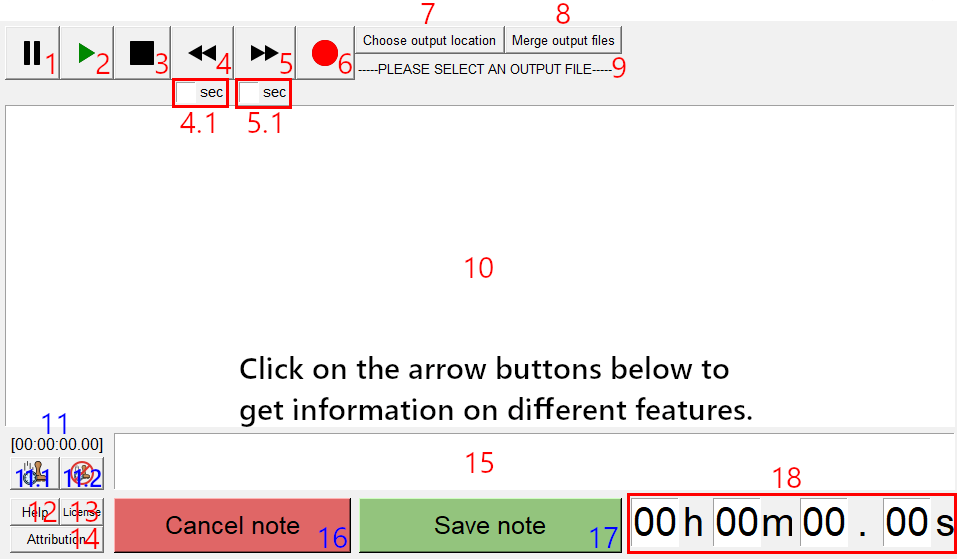 7 8
Choose output location Merge output files
1 2 3 4 5 6
-----PLEASE SELECT AN OUTPUT FILE----- 9
sec sec
4.1 5.1
10
Click on the arrow buttons below to
get information on different features.
11
[00:00:00.00]
11.1 11.2
15
18
Help 12 License 13
Attribution 14
Cancel note 16 Save note 17 00 h 00 m 00 . 00 s